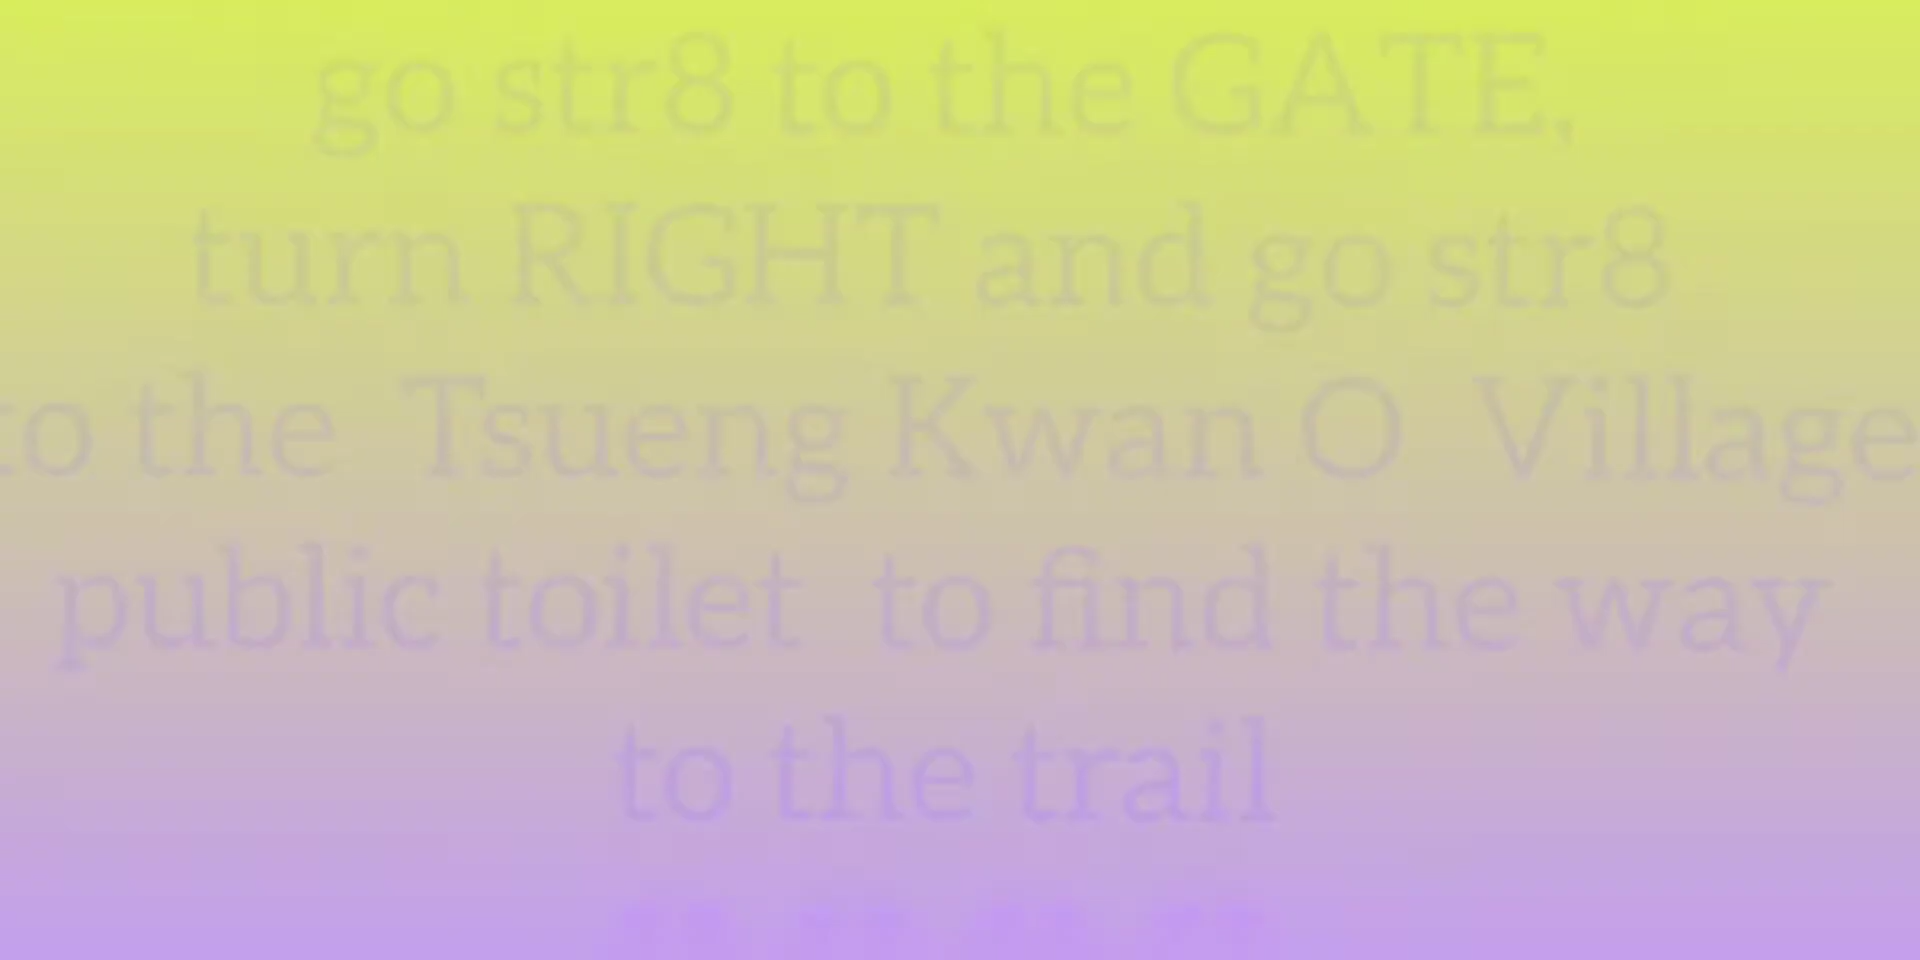 go str8 to the GATE,
turn RIGHT and go str8
to the Tsueng Kwan O Village
public toilet to find the way
to the trail